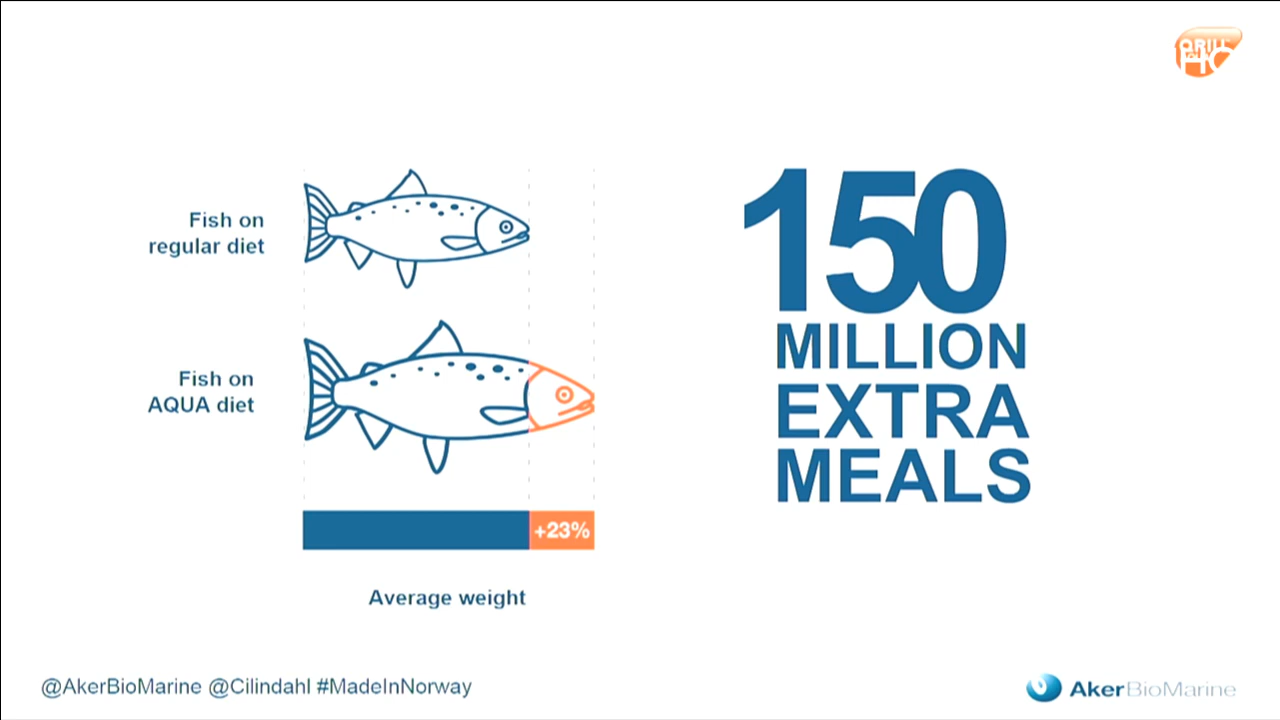 Fish on
regular diet
Fish on
AQUA diet
+23%
Average weight
150
MILLION
EXTRA
MEALS
@AkerBioMarine @Cilindahl #MadeInNorway
AkerBioMarine